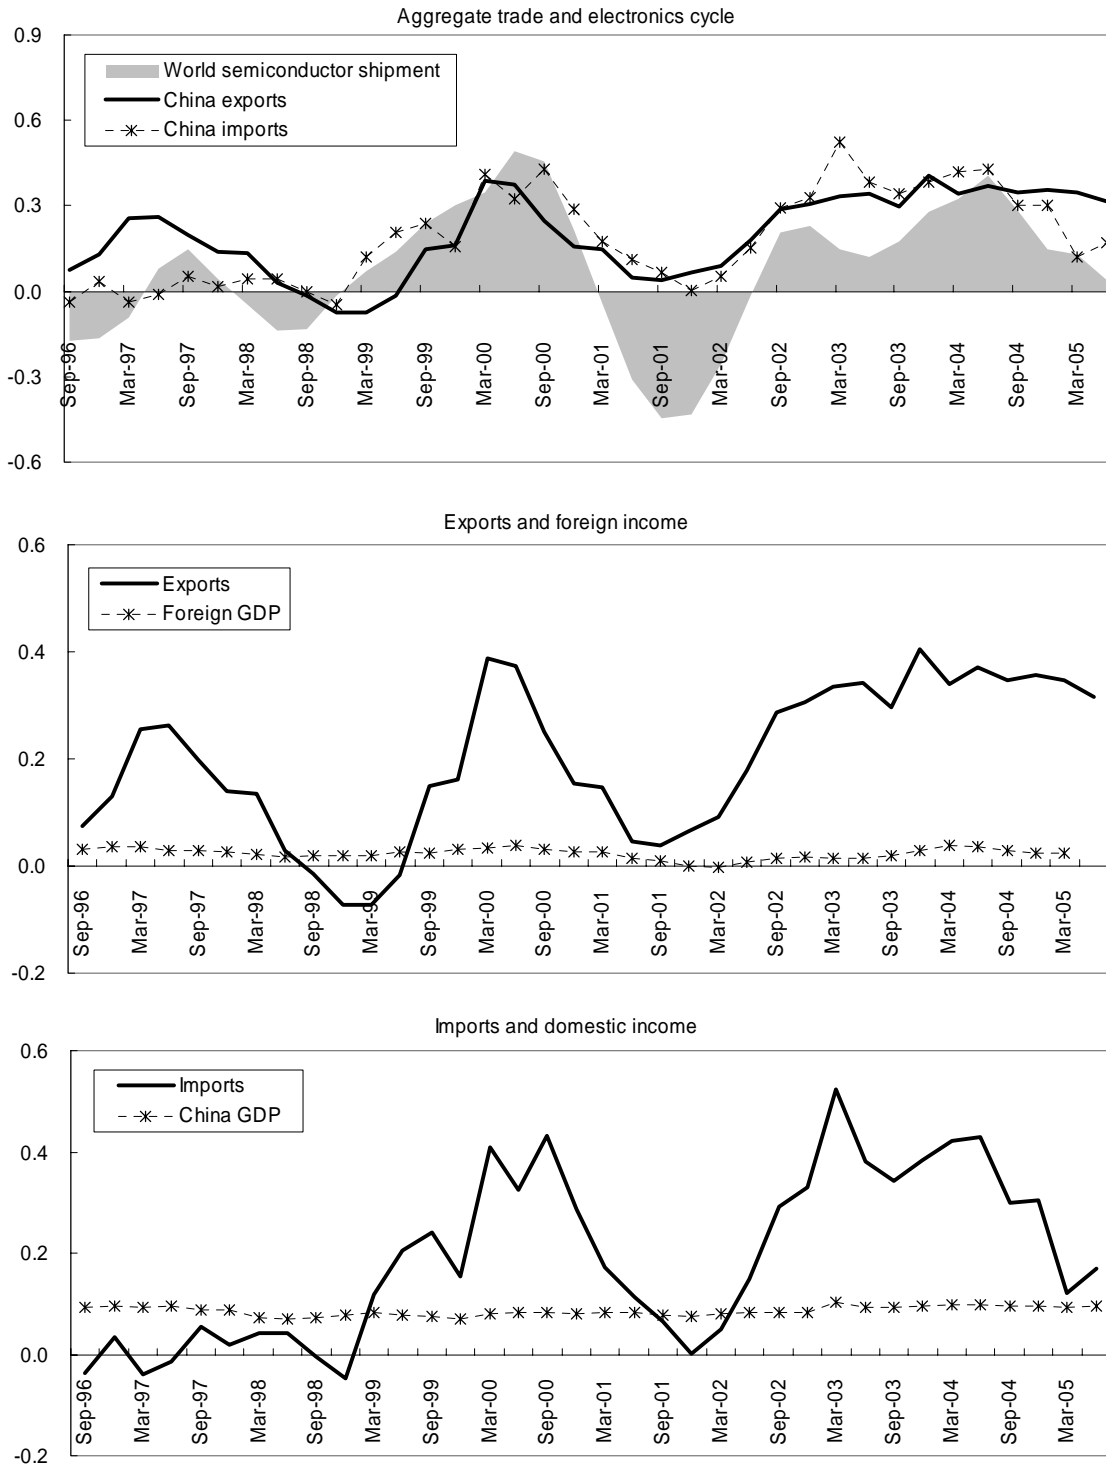 Aggregate trade and electronics cycle
0.9
World semiconductor shipment
China exports
China imports
0.6
0.3
0.0
-0.3
-0.6
Sep-96
Mar-97
Sep-97
Mar-98
Sep-98
Mar-99
Sep-99
Mar-00
Sep-00
Mar-01
Sep-01
Mar-02
Sep-02
Mar-03
Sep-03
Mar-04
Sep-04
Mar-05
Exports and foreign income
0.6
Exports
Foreign GDP
0.4
0.2
0.0
-0.2
Sep-96
Mar-97
Sep-97
Mar-98
Sep-98
Mar-99
Sep-99
Mar-00
Sep-00
Mar-01
Sep-01
Mar-02
Sep-02
Mar-03
Sep-03
Mar-04
Sep-04
Mar-05
Imports and domestic income
0.6
Imports
China GDP
0.4
0.2
0.0
-0.2
Sep-96
Mar-97
Sep-97
Mar-98
Sep-98
Mar-99
Sep-99
Mar-00
Sep-00
Mar-01
Sep-01
Mar-02
Sep-02
Mar-03
Sep-03
Mar-04
Sep-04
Mar-05